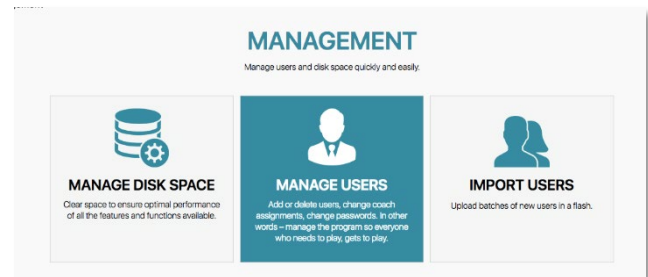 MANAGEMENT
Manage users and disk space quickly and easily.
MANAGE DISK SPACE
Clear space to ensure optimal performance
of all the features and functions available.
MANAGE USERS
Add or delete users, change coach
assignments, change passwords. In other
words – manage the program so everyone
who needs to play, gets to play.
IMPORT USERS
Upload batches of new users in a flash.